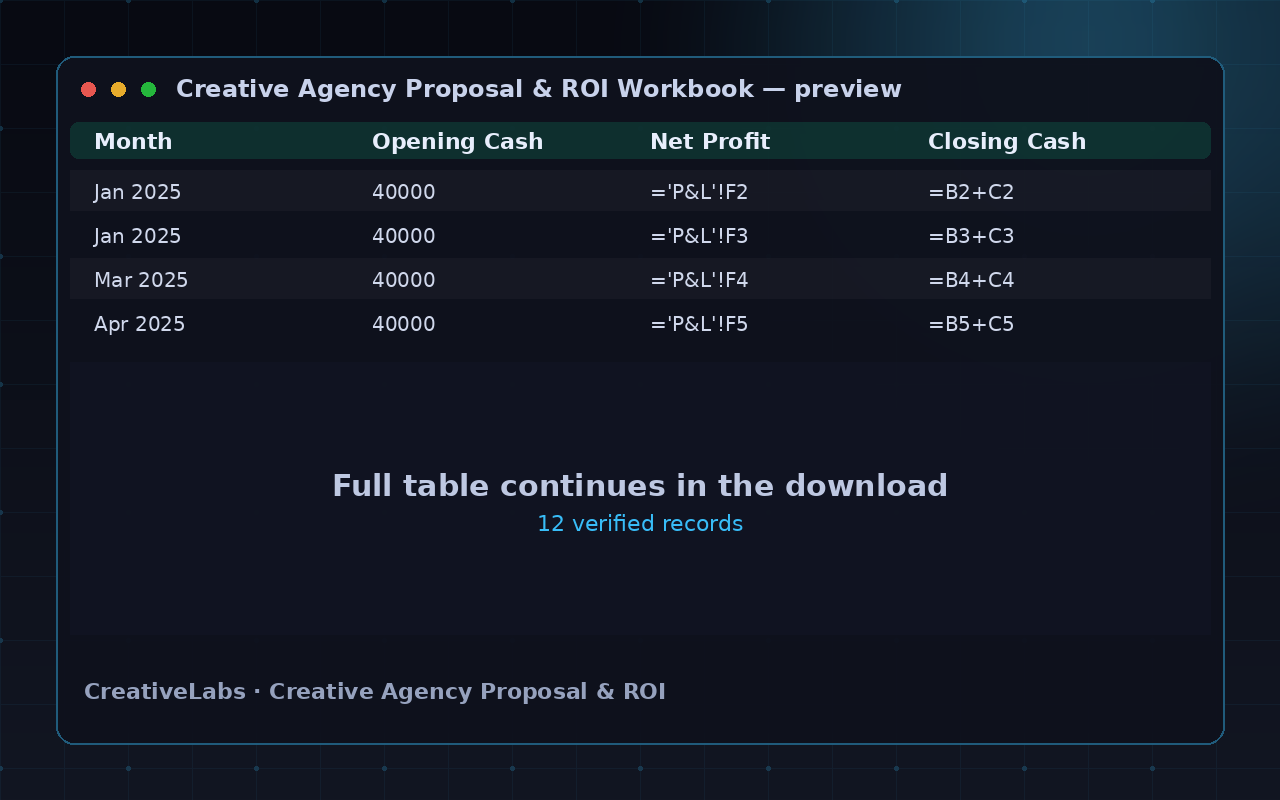 Creative Agency Proposal & ROI Workbook — preview
Month Opening Cash Net Profit Closing Cash
Jan 2025 40000 ='P&L'!F2 =B2+C2
Jan 2025 40000 ='P&L'!F3 =B3+C3
Mar 2025 40000 ='P&L'!F4 =B4+C4
Apr 2025 40000 ='P&L'!F5 =B5+C5
Full table continues in the download
12 verified records
CreativeLabs · Creative Agency Proposal & ROI